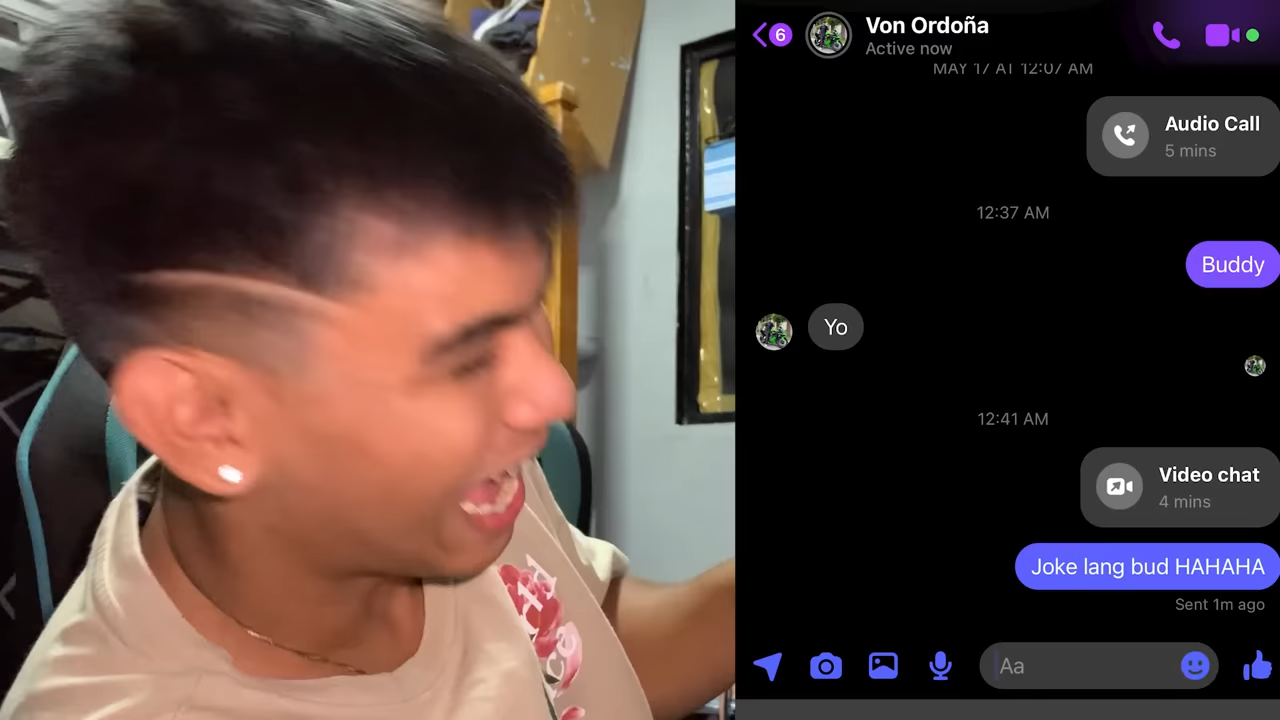 6
Von Ordoña
Active now
MAY 17 AT 12:07 AM
Audio Call
5 mins
12:37 AM
Buddy
Yo
12:41 AM
Video chat
4 mins
Joke lang bud HAHAHA
Sent 1m ago
Aa